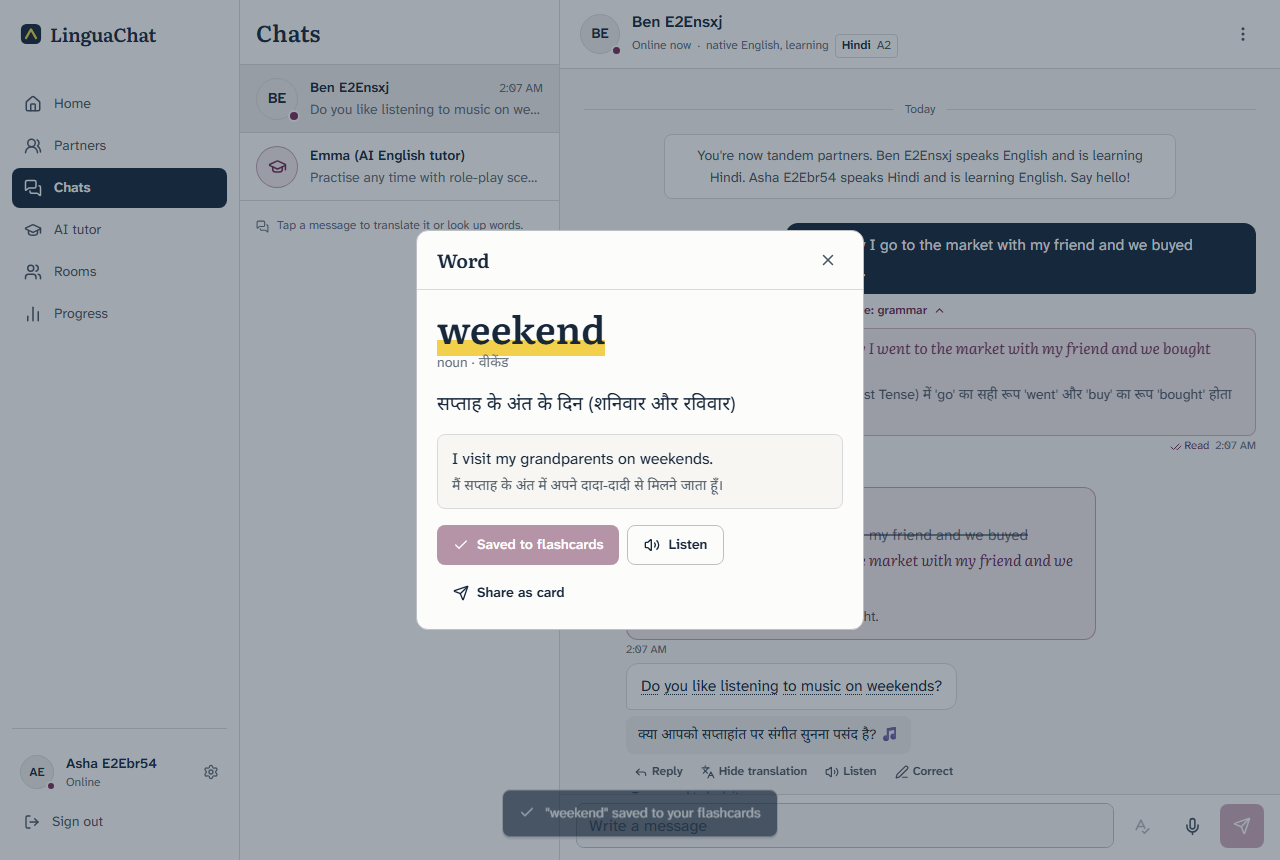 LinguaChat
Home
Partners
Chats
AI tutor
Rooms
Progress
AE
Asha E2Ebr54
Online
Sign out
Chats
BE
Ben E2Ensxj
2:07 AM
Do you like listening to music on we...
Emma (AI English tutor)
Practise any time with role-play sce...
Tap a message to translate it or look up words.
BE
Ben E2Ensxj
Online now · native English, learning Hindi A2
Today
You're now tandem partners. Ben E2Ensxj speaks English and is learning
Hindi. Asha E2Ebr54 speaks Hindi and is learning English. Say hello!
I go to the market with my friend and we buyed
grammar
I went to the market with my friend and we bought
Tense) में 'go' का सही रूप 'went' और 'buy' का रूप 'bought' होता
Read 2:07 AM
my friend and we buyed
market with my friend and we
2:07 AM
Do you like listening to music on weekends?
क्या आपको सप्ताहांत पर संगीत सुनना पसंद है?
Reply
Hide translation
Listen
Correct
Write a message
Word
weekend
noun · वीकेंड
सप्ताह के अंत के दिन (शनिवार और रविवार)
I visit my grandparents on weekends.
मैं सप्ताह के अंत में अपने दादा-दादी से मिलने जाता हूँ।
Saved to flashcards
Listen
Share as card
"weekend" saved to your flashcards